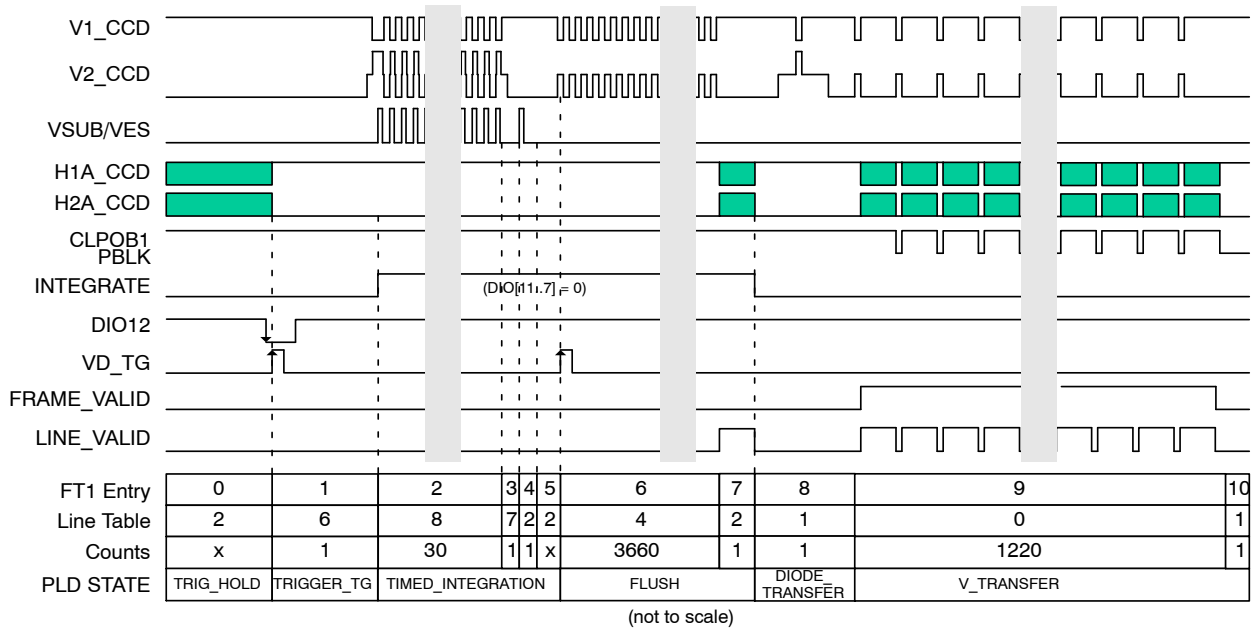 V1_CCD
V2_CCD
VSUB/VES
H1A_CCD
H2A_CCD
CLPOB1
PBLK
INTEGRATE
(DIO[11..7] = 0)
DIO12
VD_TG
FRAME_VALID
LINE_VALID
FT1 Entry 0 1 2 3 4 5 6 7 8 9 10
Line Table 2 6 8 7 2 2 4 2 1 0 1
Counts x 1 30 1 1 x 3660 1 1 1220 1
PLD STATE TRIG_HOLD TRIGGER_TG TIMED_INTEGRATION FLUSH DIODE_ TRANSFER V_TRANSFER
(not to scale)